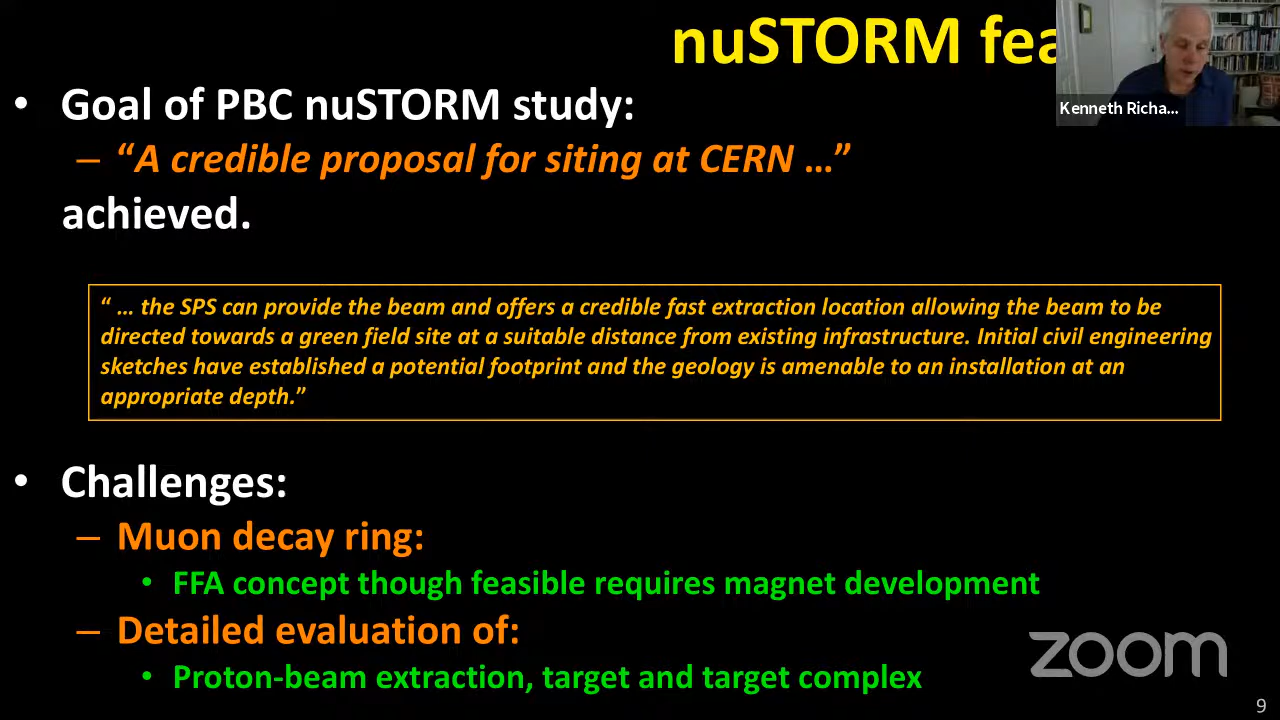 nuSTORM fea
Kenneth Richa...
• Goal of PBC nuSTORM study:
– “A credible proposal for siting at CERN ...”
achieved.
“ ... the SPS can provide the beam and offers a credible fast extraction location allowing the beam to be
directed towards a green field site at a suitable distance from existing infrastructure. Initial civil engineering
sketches have established a potential footprint and the geology is amenable to an installation at an
appropriate depth.”
• Challenges:
– Muon decay ring:
• FFA concept though feasible requires magnet development
– Detailed evaluation of:
• Proton-beam extraction, target and target complex
zoom
9